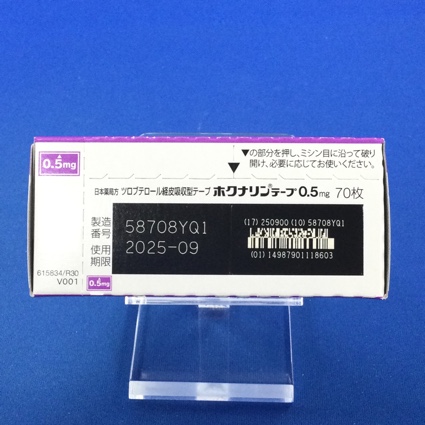 0.5mg
▼の部分を押し、ミシン目に沿って破り
開け、必要に応じてお使いください。
日本薬局方 ツロブテロール経皮吸収型テープ ホクナリン®テープ0.5mg 70枚
製造番号 58708YQ1
使用期限 2025-09
(17) 250900 (10) 58708YQ1
(01) 14987901118603
615834/R30
V001
0.5mg